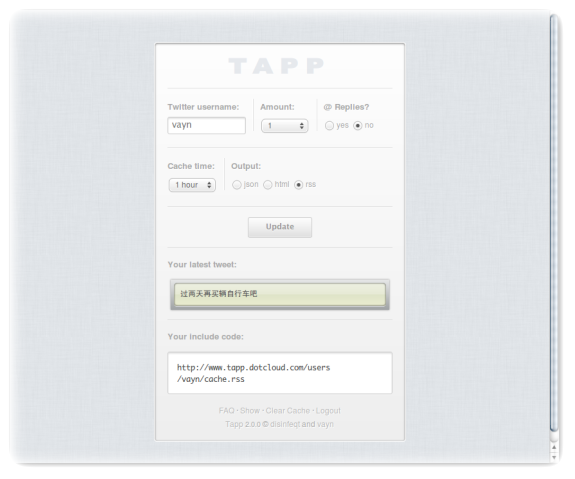 TAPP
Twitter username: Amount: @ Replies?
vayn 1 yes no
Cache time: Output:
1 hour json html rss
Update
Your latest tweet:
过两天再买辆自行车吧
Your include code:
http://www.tapp.dotcloud.com/users
/vayn/cache.rss
FAQ · Show · Clear Cache · Logout
Tapp 2.0.0 © disinfeqt and vayn